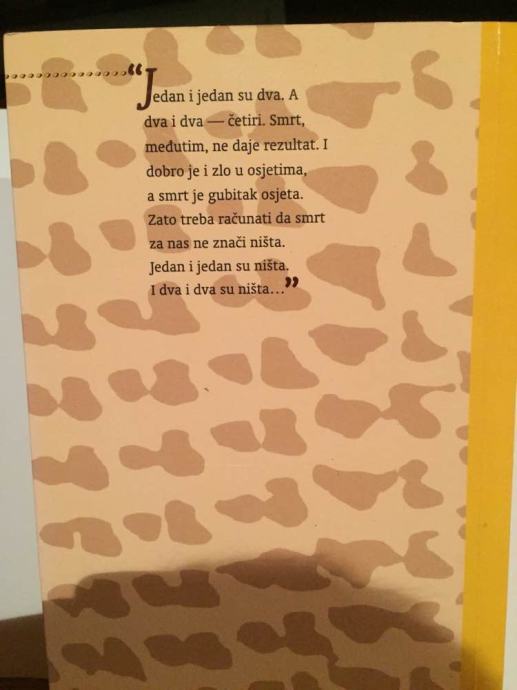 “Jedan i jedan su dva. A
dva i dva — četiri. Smrt,
međutim, ne daje rezultat. I
dobro je i zlo u osjetima,
a smrt je gubitak osjeta.
Zato treba računati da smrt
za nas ne znači ništa.
Jedan i jedan su ništa.
I dva i dva su ništa...”